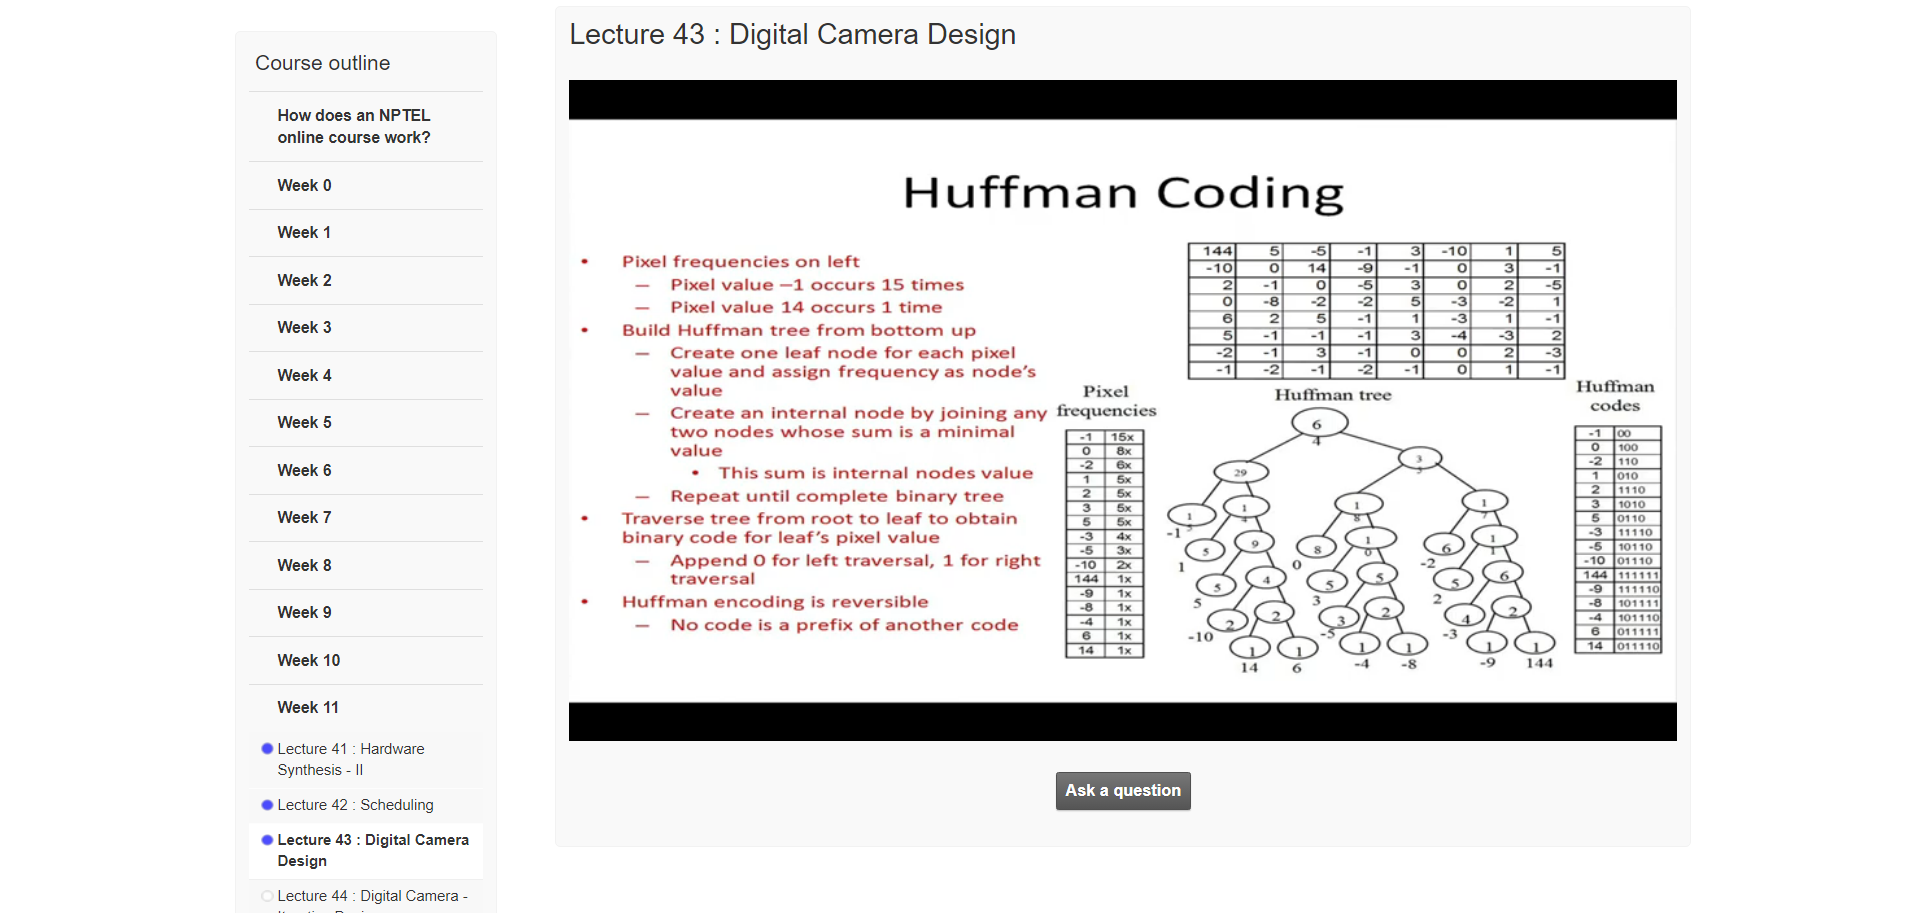 Course outline
How does an NPTEL
online course work?
Week 0
Week 1
Week 2
Week 3
Week 4
Week 5
Week 6
Week 7
Week 8
Week 9
Week 10
Week 11
Lecture 41 : Hardware
Synthesis - II
Lecture 42 : Scheduling
Lecture 43 : Digital Camera
Design
Lecture 44 : Digital Camera -
Lecture 43 : Digital Camera Design
Huffman Coding
• Pixel frequencies on left
– Pixel value –1 occurs 15 times
– Pixel value 14 occurs 1 time
• Build Huffman tree from bottom up
– Create one leaf node for each pixel
value and assign frequency as node's
value
– Create an internal node by joining any
two nodes whose sum is a minimal
value
• This sum is internal nodes value
– Repeat until complete binary tree
• Traverse tree from root to leaf to obtain
binary code for leaf's pixel value
– Append 0 for left traversal, 1 for right
traversal
• Huffman encoding is reversible
– No code is a prefix of another code
144 5 -5 -1 3 -10 1 5
-10 0 14 -9 -1 0 3 -1
2 -1 0 -5 3 0 2 -5
0 -8 -2 -2 5 -3 -2 1
6 2 5 -1 1 -3 1 -1
5 -1 -1 -1 3 -4 -3 2
-2 -1 3 -1 0 0 2 -3
-1 -2 -1 -2 -1 0 1 -1
Pixel
frequencies
-1 15x
0 8x
-2 6x
1 5x
2 5x
3 5x
5 5x
-3 4x
-5 3x
-10 2x
144 1x
-9 1x
-8 1x
-4 1x
6 1x
14 1x
Huffman tree
6
4
3
5
29
1
5
1
4
1
8
1
7
-1
5
9
8
1
0
6
1
1
1
0
-2
5
4
5
5
5
6
5
3
2
2
2
3
2
4
2
-10
-5
-3
1
1
1
1
1
1
14
6
-4
-8
-9
144
Huffman
codes
-1 00
0 100
-2 110
1 010
2 1110
3 1010
5 0110
-3 11110
-5 10110
-10 01110
144 111111
-9 111110
-8 101111
-4 101110
6 011111
14 011110
Ask a question